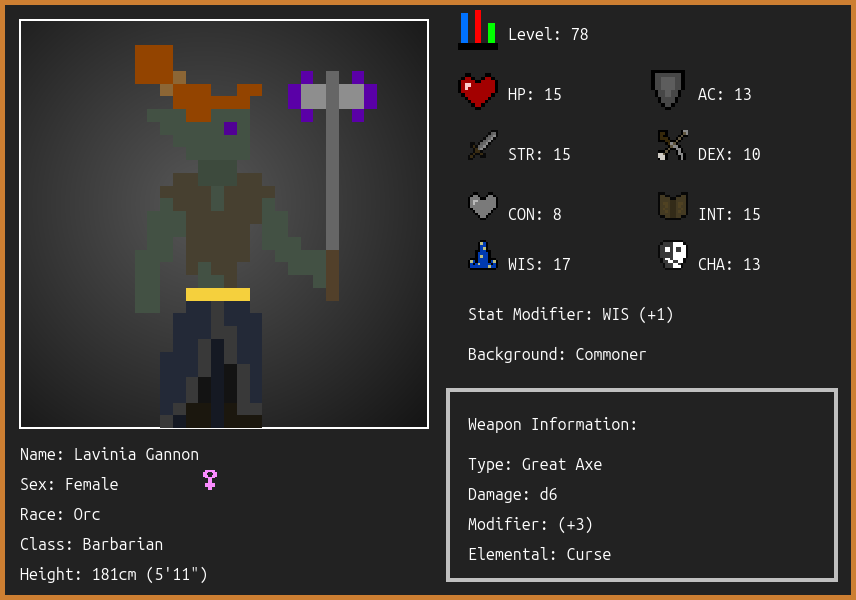 Level: 78
HP: 15
AC: 13
STR: 15
DEX: 10
CON: 8
INT: 15
WIS: 17
CHA: 13
Stat Modifier: WIS (+1)
Background: Commoner
Weapon Information:
Type: Great Axe
Damage: d6
Modifier: (+3)
Elemental: Curse
Name: Lavinia Gannon
Sex: Female
Race: Orc
Class: Barbarian
Height: 181cm (5'11")